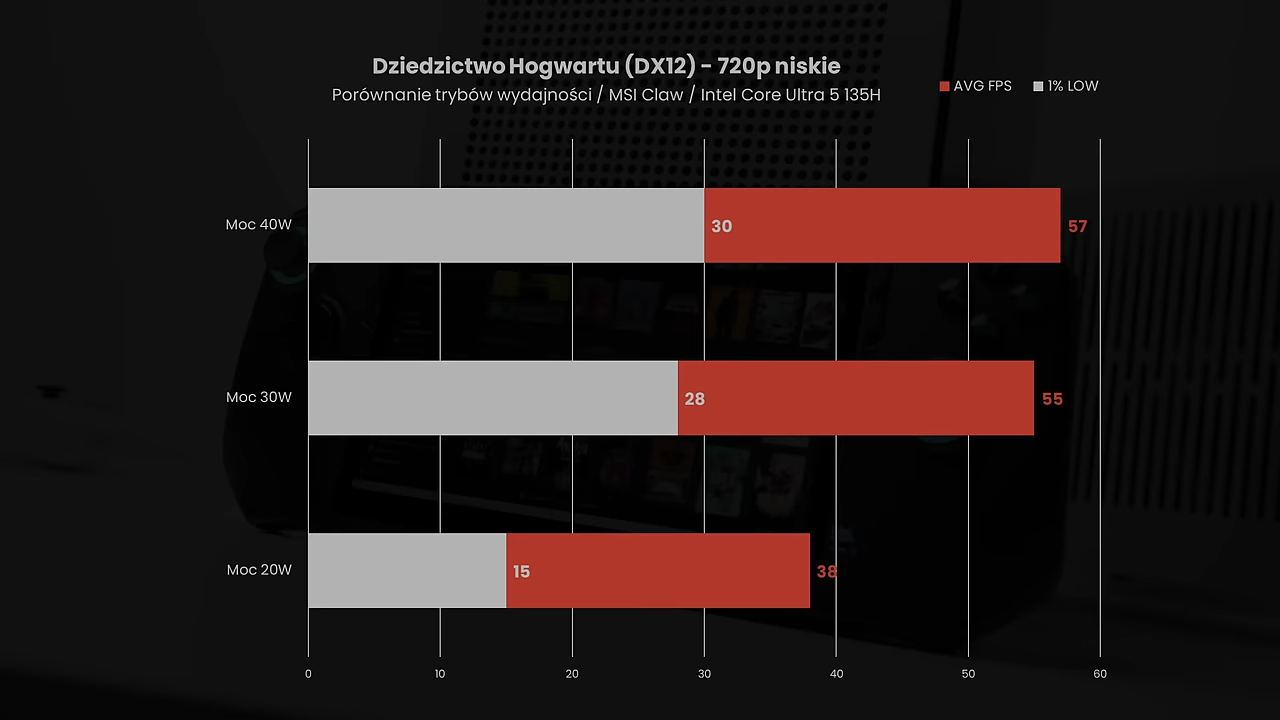 Dziedzictwo Hogwartu (DX12) - 720p niskie
Porównanie trybów wydajności / MSI Claw / Intel Core Ultra 5 135H
AVG FPS 1% LOW
Moc 40W 30 57
Moc 30W 28 55
Moc 20W 15 38
0 10 20 30 40 50 60